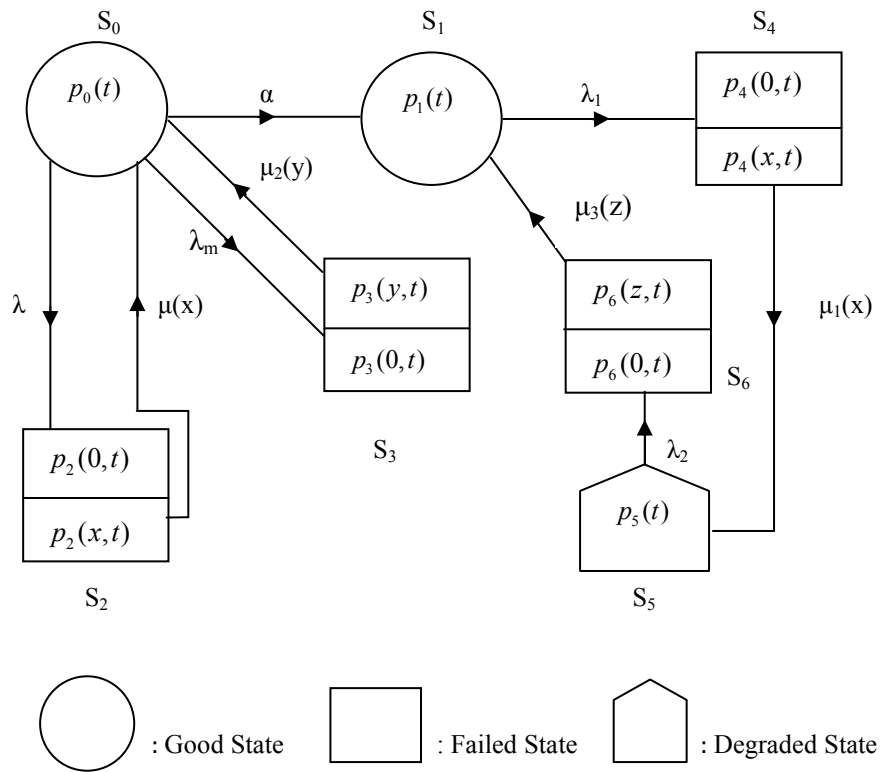 S₀ S₁ S₄
p₀(t)
α
p₁(t)
λ₁
p₄(0,t)
p₄(x,t)
μ₂(y)
λₘ
μ₃(z)
λ
μ(x)
p₃(y,t)
p₃(0,t)
p₆(z,t)
p₆(0,t)
μ₁(x)
S₆
S₃
λ₂
p₂(0,t)
p₂(x,t)
p₅(t)
S₂
S₅
: Good State : Failed State : Degraded State